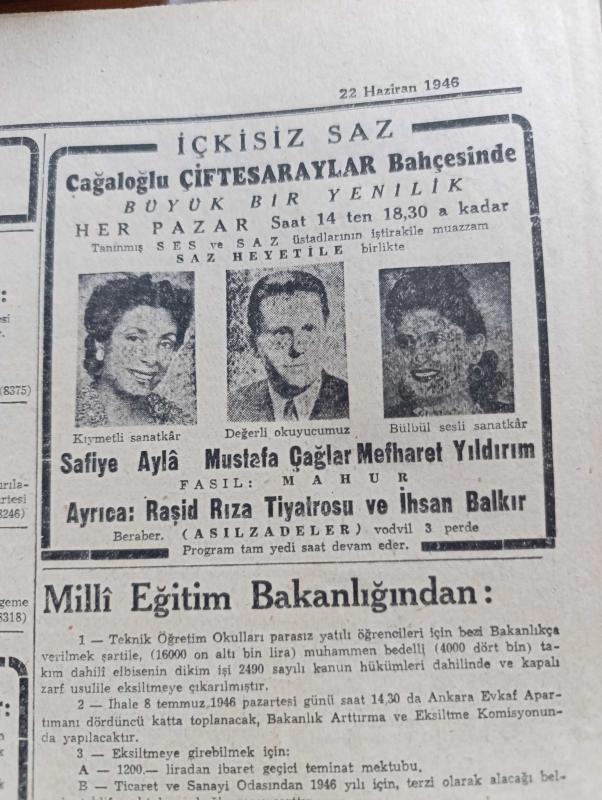 22 Haziran 1946
İÇKİSİZ SAZ
Cağaloğlu ÇİFTESARAYLAR Bahçesinde
BÜYÜK BİR YENİLİK
HER PAZAR Saat 14 ten 18,30 a kadar
Tanınmış SES ve SAZ üstadlarının iştirakile muazzam
SAZ HEYETİLE birlikte
Kıymetli sanatkâr
Değerli okuyucumuz
Bülbül sesli sanatkâr
Safiye Aylâ Mustafa Çağlar Mefharet Yıldırım
FASIL: MAHUR
Ayrıca: Raşid Rıza Tiyatrosu ve İhsan Balkır
Beraber. (ASILZADELER) vodvil 3 perde
Program tam yedi saat devam eder.
Millî Eğitim Bakanlığından:
1 — Teknik Öğretim Okulları parasız yatılı öğrencileri için bezi Bakanlıkça
verilmek şartile, (16000 on altı bin lira) muhammen bedelli (4000 dört bin) ta-
kım dahilî elbisenin dikim işi 2490 sayılı kanun hükümleri dahilinde ve kapalı
zarf usulile eksiltmeye çıkarılmıştır.
2 — İhale 8 temmuz 1946 pazartesi günü saat 14,30 da Ankara Evkaf Apar-
tımanı dördüncü katta toplanacak, Bakanlık Arttırma ve Eksiltme Komisyonun-
da yapılacaktır.
3 — Eksiltmeye girebilmek için:
A — 1200.— liradan ibaret geçici teminat mektubu,
B — Ticaret ve Sanayi Odasından 1946 yılı için, terzi olarak alacağı bel-
8375)
rtesi
8246)
geme
8318)